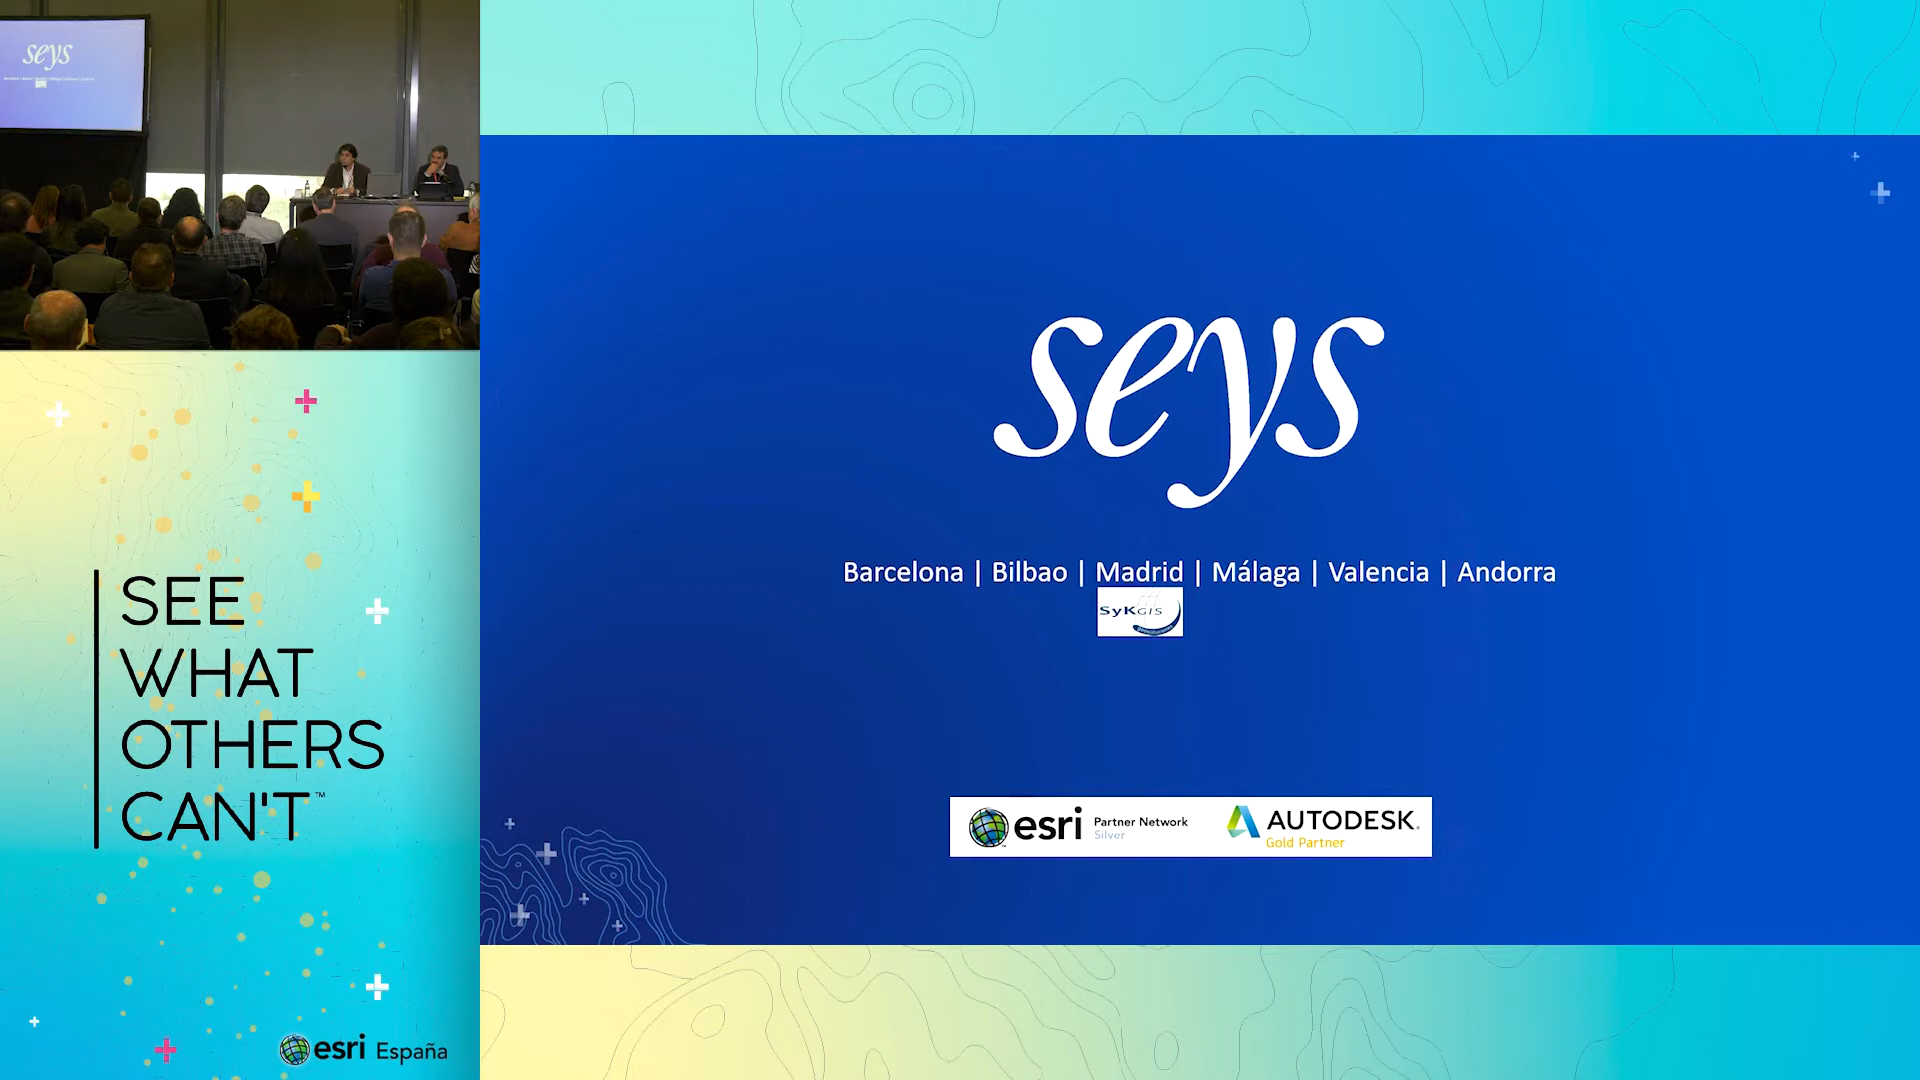 seys
SEE
WHAT
OTHERS
CAN'T™
esri España
seys
Barcelona | Bilbao | Madrid | Málaga | Valencia | Andorra
SyKGIS
esri Partner Network
Silver
AUTODESK.
Gold Partner